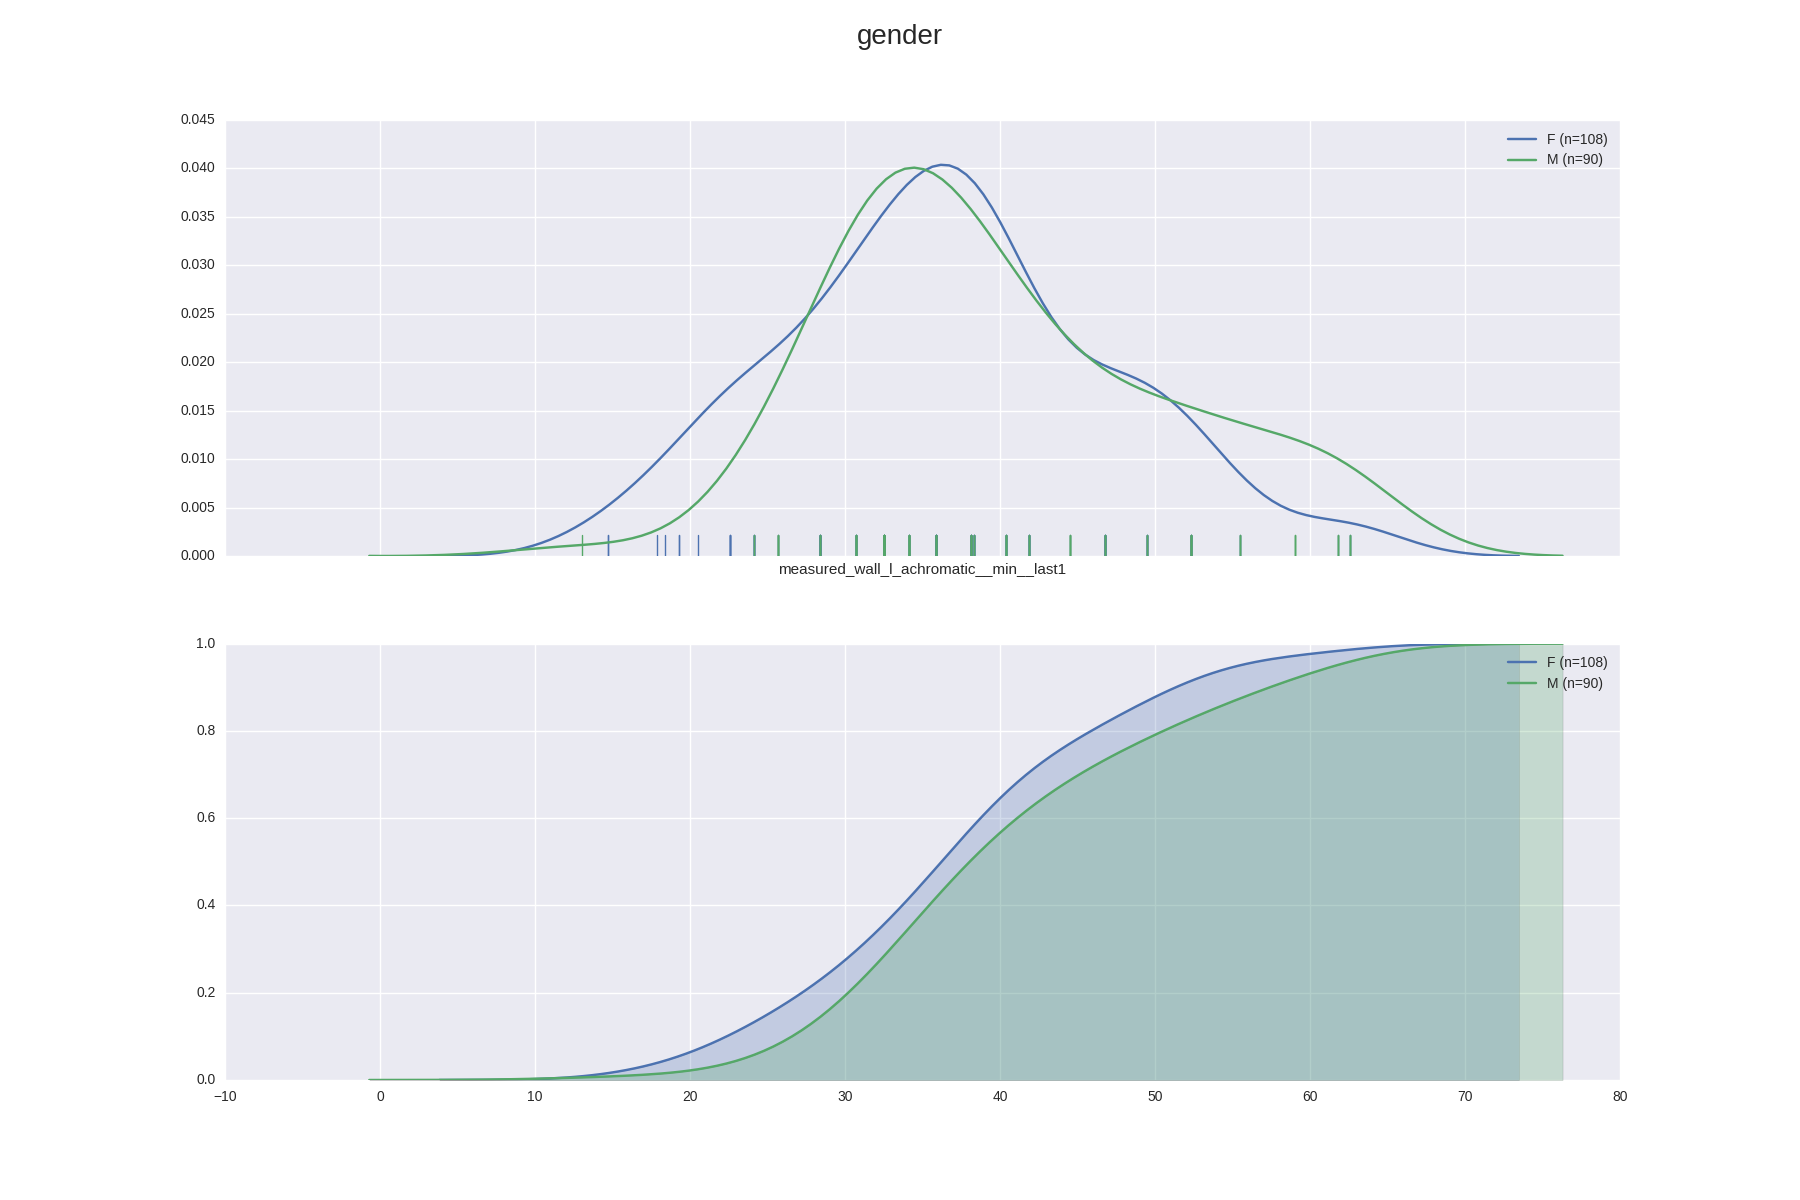 gender
0.045
0.040
0.035
0.030
0.025
0.020
0.015
0.010
0.005
0.000
F (n=108)
M (n=90)
measured_wall_l_achromatic__min__last1
1.0
0.8
0.6
0.4
0.2
0.0
F (n=108)
M (n=90)
−10 0 10 20 30 40 50 60 70 80